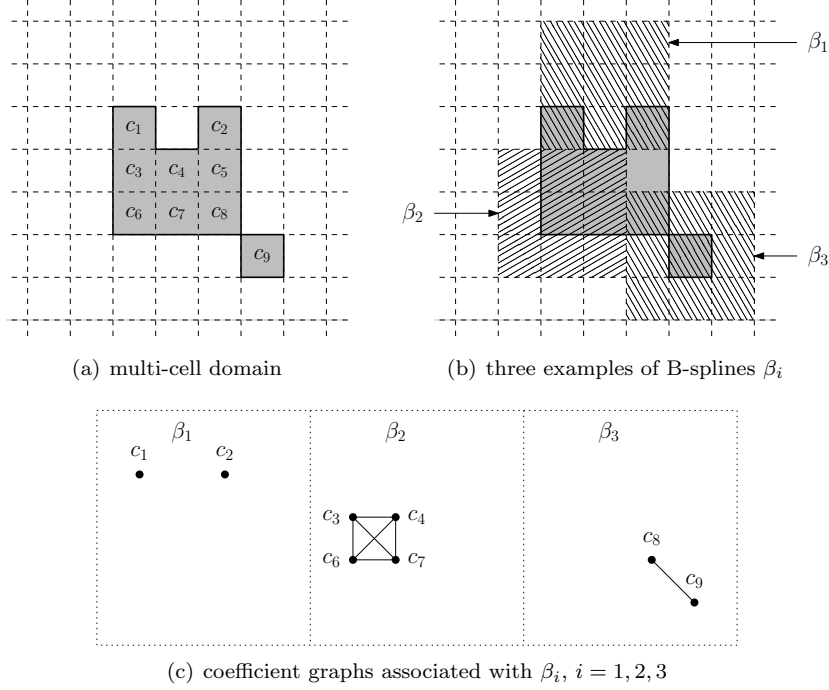 c₁ c₂
c₃ c₄ c₅
c₆ c₇ c₈
c₉
β₁
β₂
β₃
(a) multi-cell domain
(b) three examples of B-splines βᵢ
β₁ β₂ β₃
c₁ c₂
c₃ c₄
c₆ c₇
c₈
c₉
(c) coefficient graphs associated with βᵢ, i = 1, 2, 3